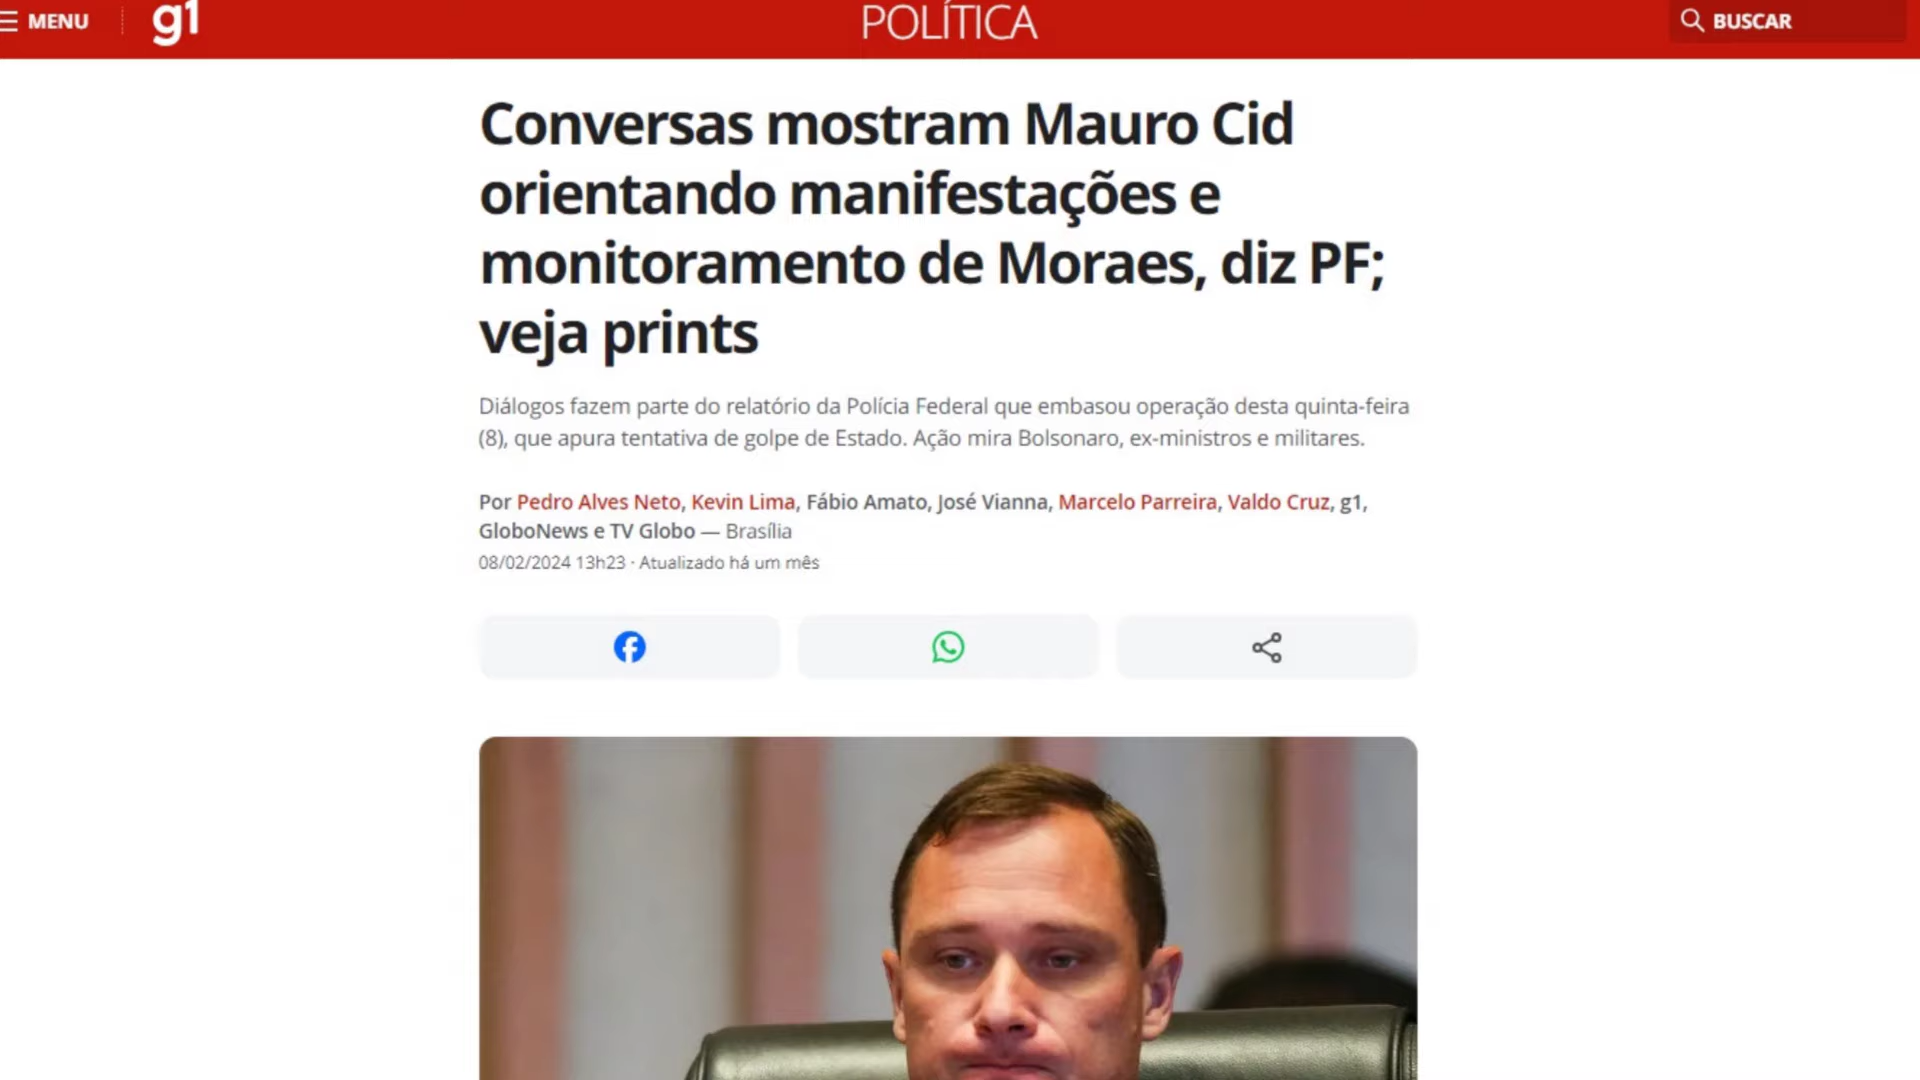 MENU
g1
POLÍTICA
BUSCAR
Conversas mostram Mauro Cid
orientando manifestações e
monitoramento de Moraes, diz PF;
veja prints
Diálogos fazem parte do relatório da Polícia Federal que embasou operação desta quinta-feira
(8), que apura tentativa de golpe de Estado. Ação mira Bolsonaro, ex-ministros e militares.
Por Pedro Alves Neto, Kevin Lima, Fábio Amato, José Vianna, Marcelo Parreira, Valdo Cruz, g1,
GloboNews e TV Globo — Brasília
08/02/2024 13h23 · Atualizado há um mês